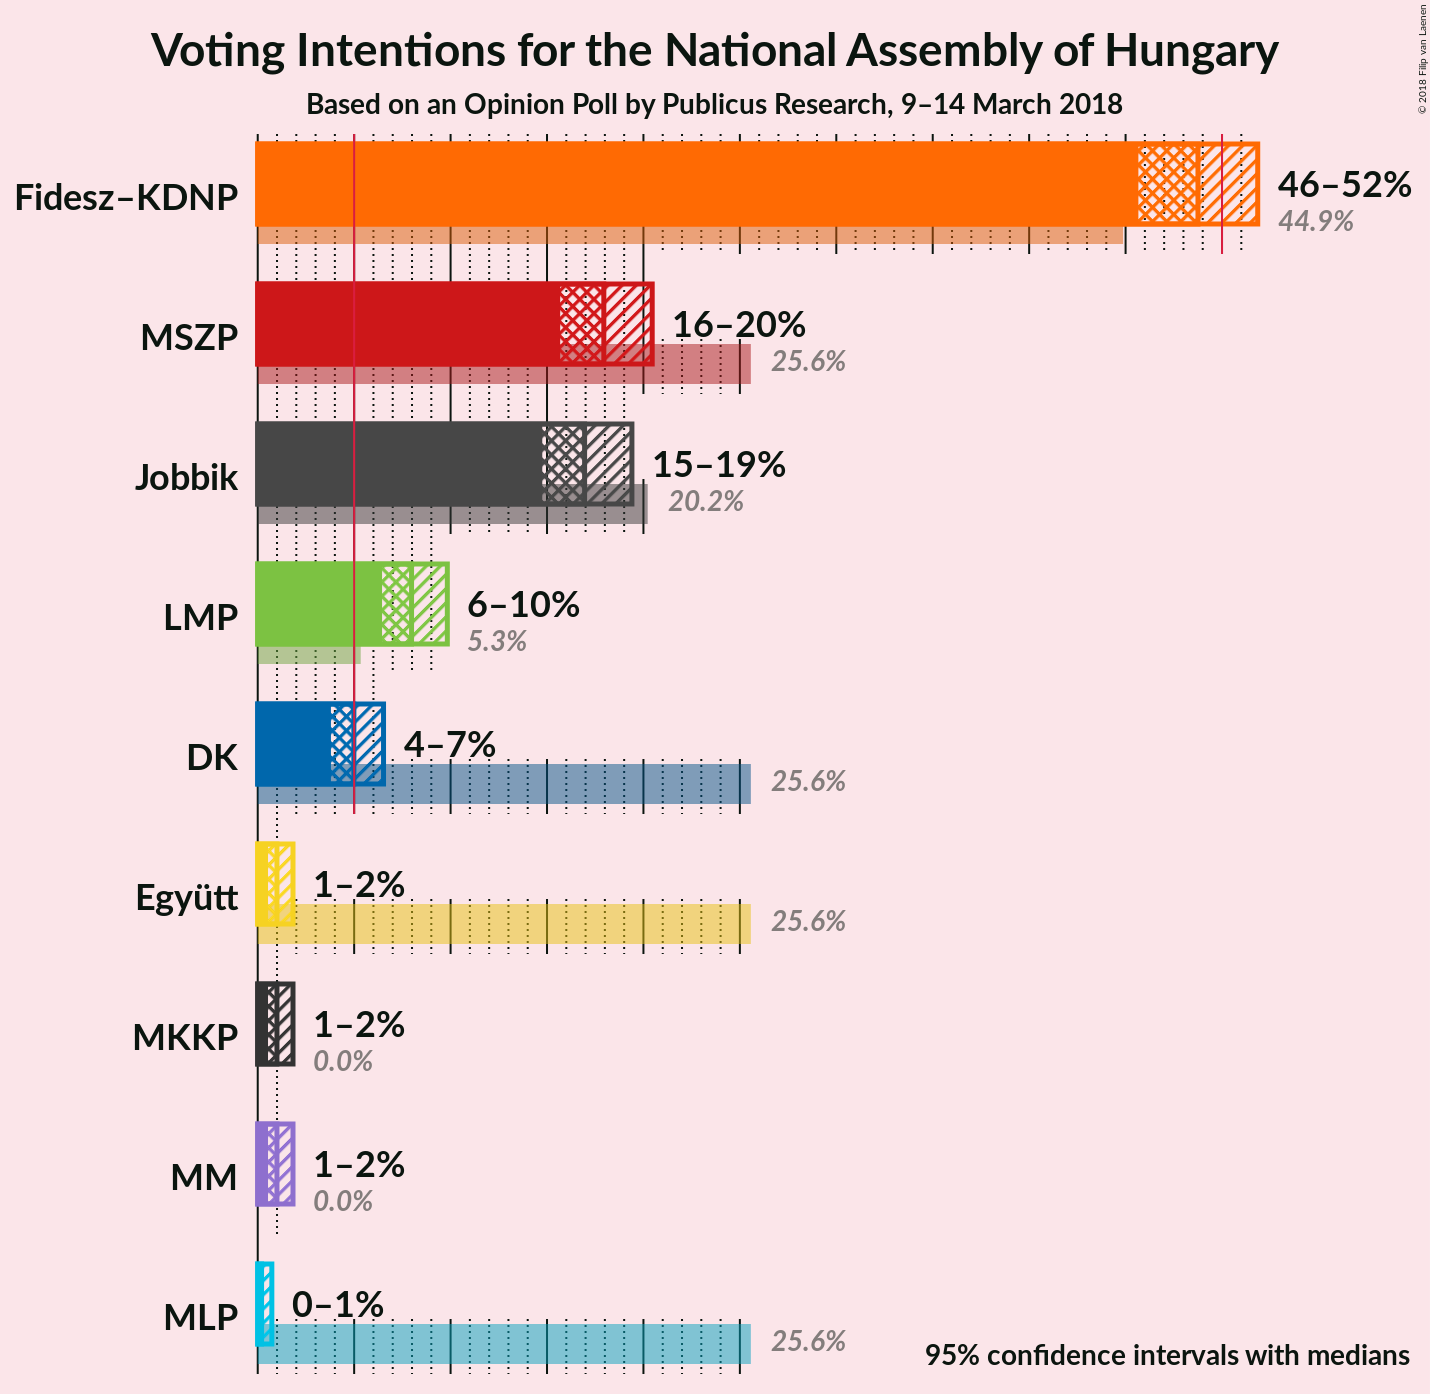 Voting Intentions for the National Assembly of Hungary
Based on an Opinion Poll by Publicus Research, 9–14 March 2018
© 2018 Filip van Laenen
Fidesz–KDNP
46–52%
44.9%
MSZP
16–20%
25.6%
Jobbik
15–19%
20.2%
LMP
6–10%
5.3%
DK
4–7%
25.6%
Együtt
1–2%
25.6%
MKKP
1–2%
0.0%
MM
1–2%
0.0%
MLP
0–1%
25.6%
95% confidence intervals with medians